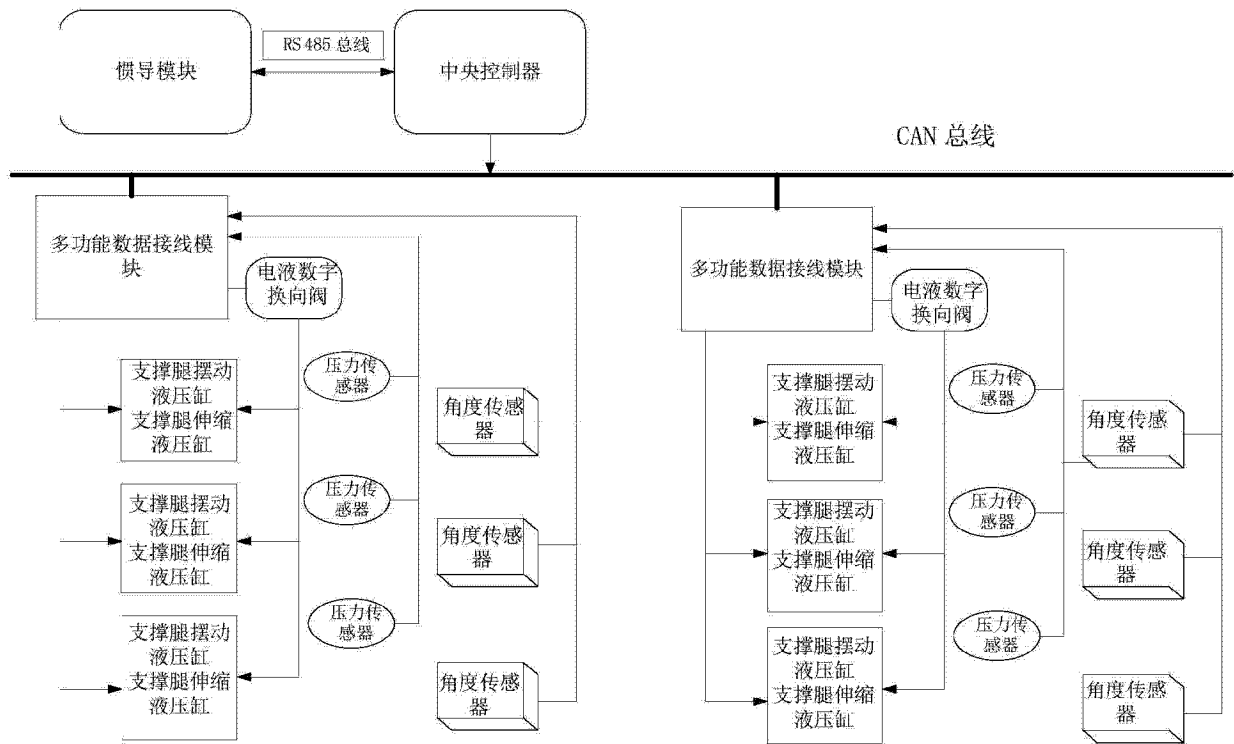 惯导模块
RS485 总线
中央控制器
CAN 总线
多功能数据接线模
块
电液数字
换向阀
支撑腿摆动
液压缸
支撑腿伸缩
液压缸
支撑腿摆动
液压缸
支撑腿伸缩
液压缸
支撑腿摆动
液压缸
支撑腿伸缩
液压缸
压力传
感器
压力传
感器
压力传
感器
角度传感
器
角度传感
器
角度传感
器
多功能数据接线模块
电液数字
换向阀
支撑腿摆动
液压缸
支撑腿伸缩
液压缸
支撑腿摆动
液压缸
支撑腿伸缩
液压缸
支撑腿摆动
液压缸
支撑腿伸缩
液压缸
压力传
感器
压力传
感器
压力传
感器
角度传感
器
角度传感
器
角度传感
器